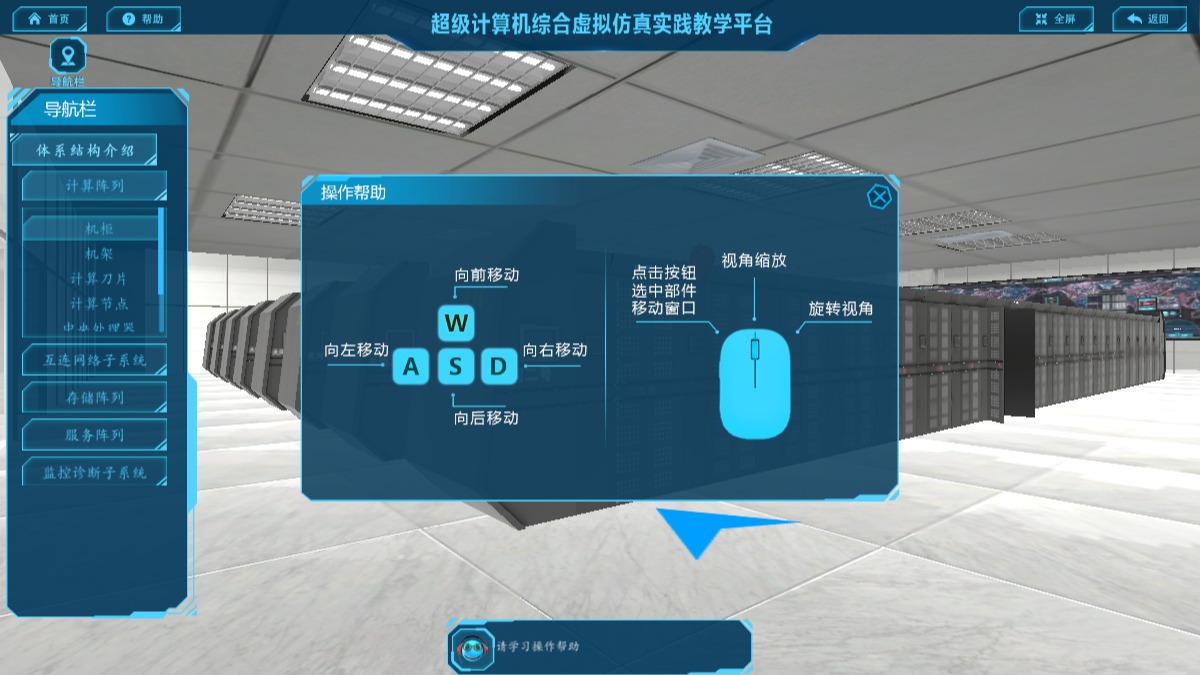 首页
帮助
超级计算机综合虚拟仿真实践教学平台
全屏
返回
导航栏
导航栏
体系结构介绍
计算阵列
机柜
机架
计算刀片
计算节点
中央处理器
互连网络子系统
存储阵列
服务阵列
监控诊断子系统
操作帮助
向前移动
W
向左移动
A
S
D
向右移动
向后移动
点击按钮
选中部件
移动窗口
视角缩放
旋转视角
请学习操作帮助